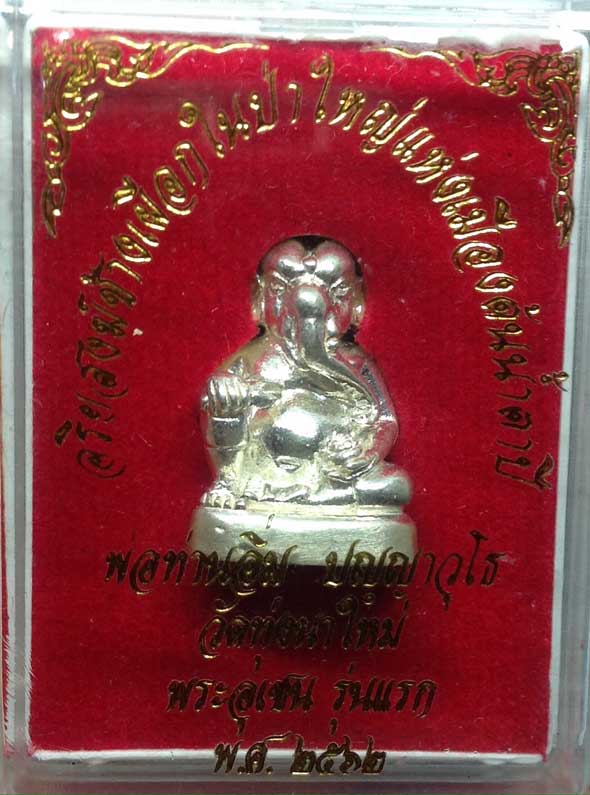 อริยสงฆ์ช้างเผือกในป่าใหญ่แห่งเมืองต้นน้ำตาปี
พ่อท่านอิ่ม ปญฺญาวุโธ
วัดทุ่งนาใหม่
พระอุเชน รุ่นแรก
พ.ศ. ๒๕๖๒